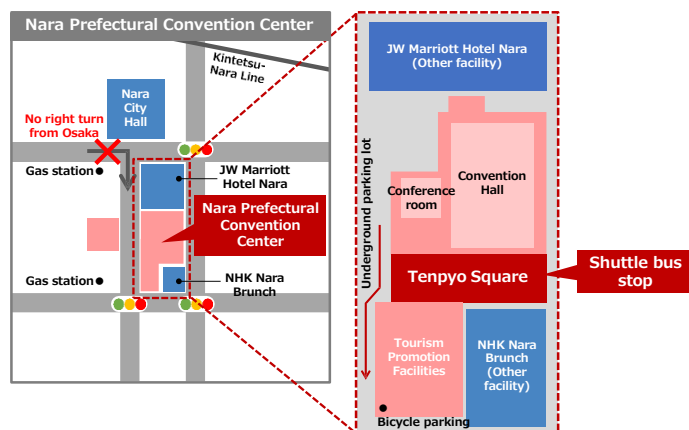 Nara Prefectural Convention Center
Kintetsu-
Nara Line
Nara
City
Hall
No right turn
from Osaka
Gas station
JW Marriott
Hotel Nara
Nara Prefectural
Convention
Center
Gas station
NHK Nara
Brunch
JW Marriott Hotel Nara
(Other facility)
Underground parking lot
Convention
Hall
Conference
room
Tenpyo Square
Shuttle bus
stop
Tourism
Promotion
Facilities
NHK Nara
Brunch
(Other
facility)
Bicycle parking